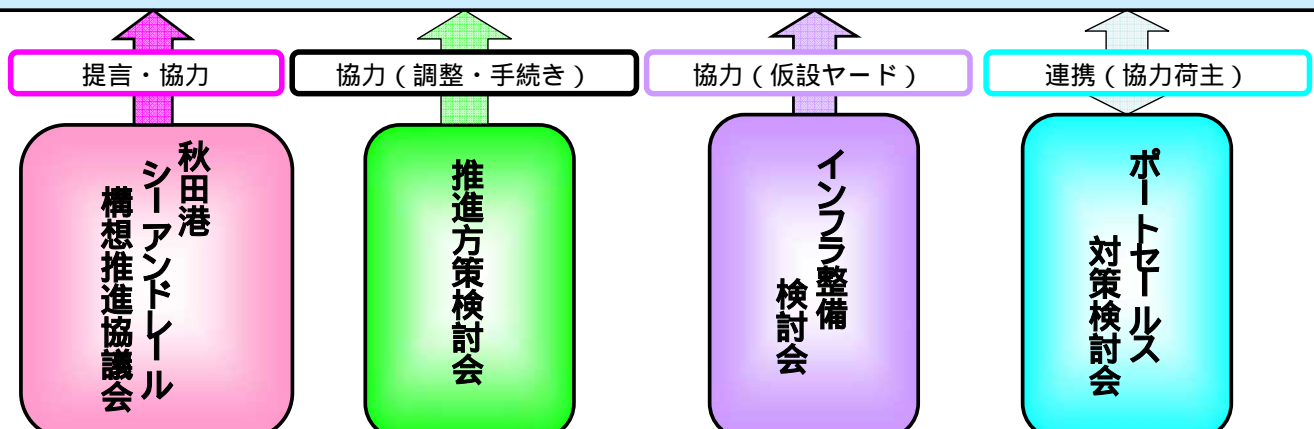 提言・協力
協力（調整・手続き）
協力（仮設ヤード）
連携（協力荷主）
秋田港
シーアンドレール
構想推進協議会
推進方策検討会
インフラ整備
検討会
ポートセールス
対策検討会